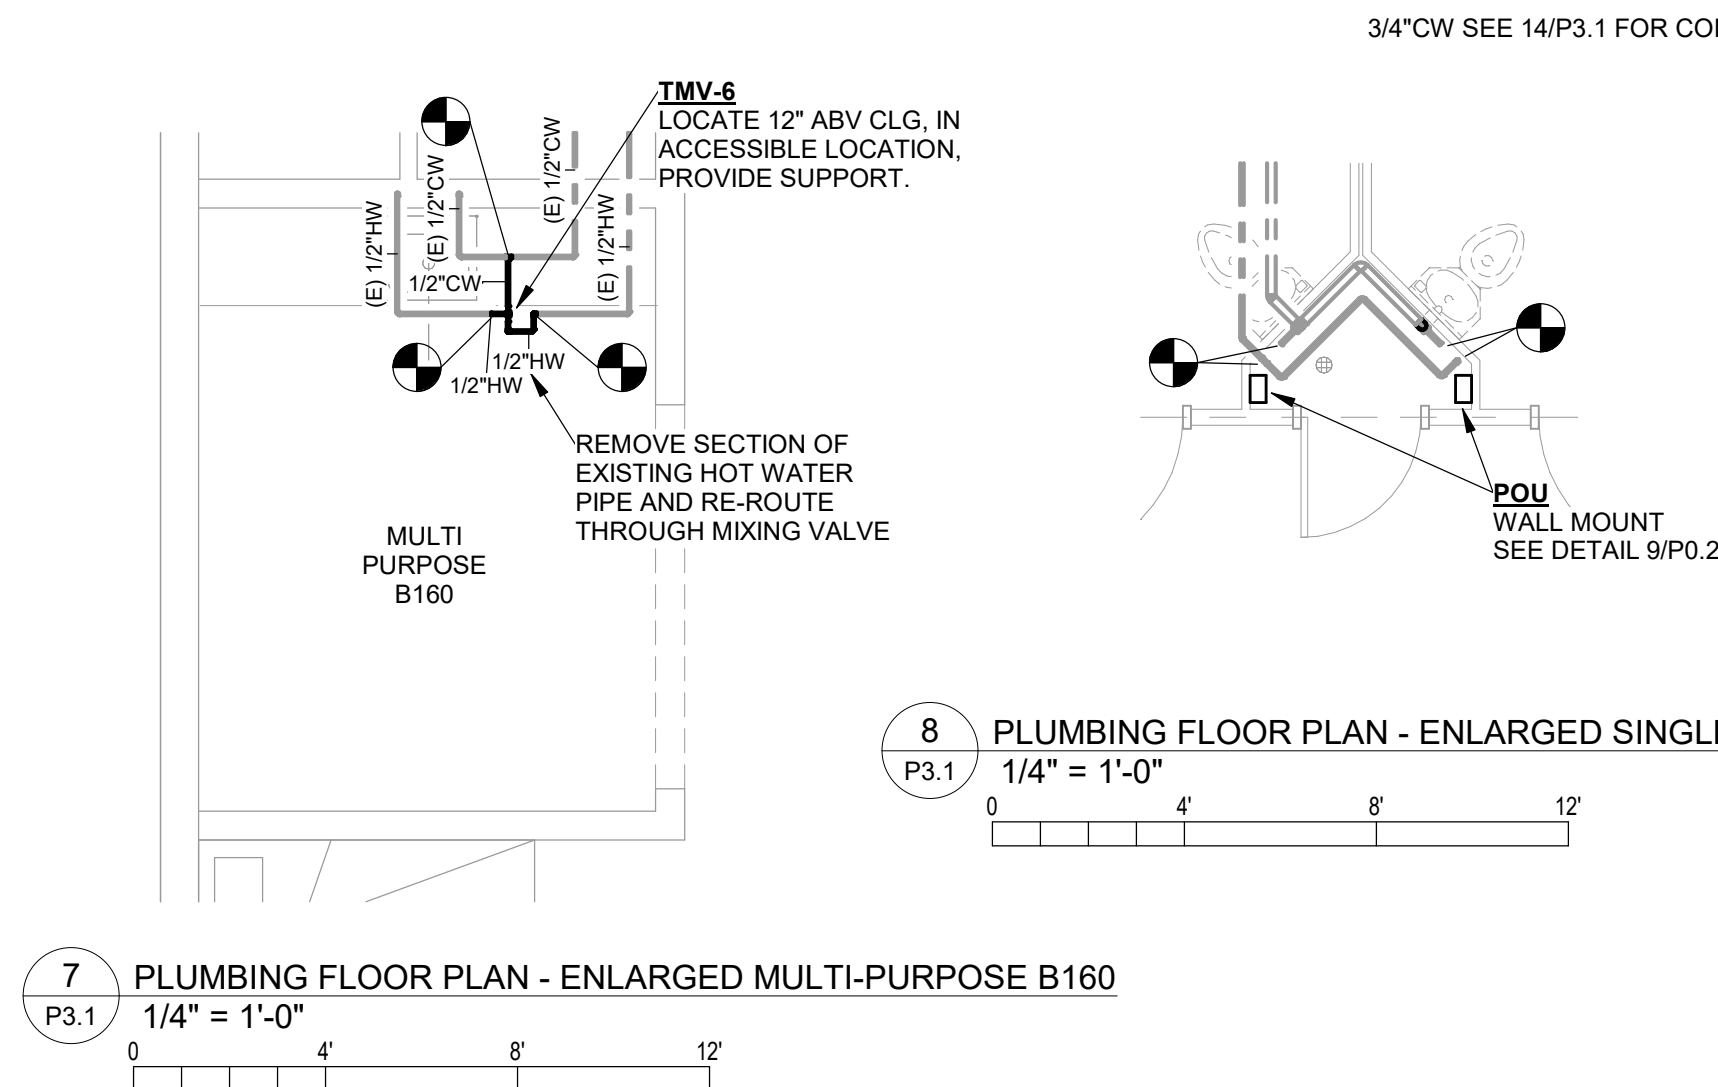 3/4"CW SEE 14/P3.1 FOR
TMV-6
LOCATE 12" ABV CLG, IN
ACCESSIBLE LOCATION,
PROVIDE SUPPORT.
(E) 1/2"HW
(E) 1/2"CW
(E) 1/2"CW
(E) 1/2"HW
1/2"CW
1/2"HW
1/2"HW
REMOVE SECTION OF
EXISTING HOT WATER
PIPE AND RE-ROUTE
THROUGH MIXING VALVE
MULTI
PURPOSE
B160
POU
WALL MOUNT
SEE DETAIL 9/P0.2
8
P3.1
PLUMBING FLOOR PLAN - ENLARGED
1/4" = 1'-0"
0 4' 8' 12'
7
P3.1
PLUMBING FLOOR PLAN - ENLARGED MULTI-PURPOSE B160
1/4" = 1'-0"
0 4' 8' 12'